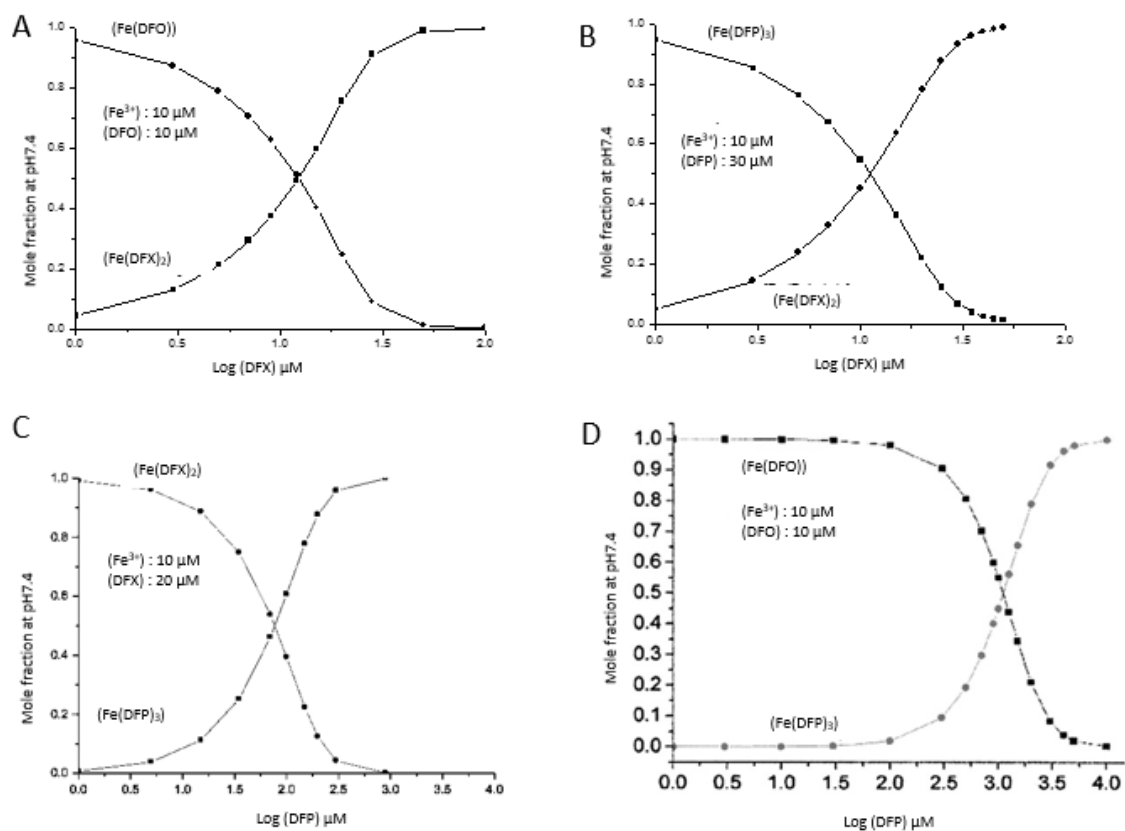 A
Mole fraction at pH7.4
1.0
0.8
0.6
0.4
0.2
0.0
(Fe(DFO))
(Fe³⁺) : 10 µM
(DFO) : 10 µM
(Fe(DFX)₂)
0.0 0.5 1.0 1.5 2.0
Log (DFX) µM
B
Mole fraction at pH7.4
1.0
0.8
0.6
0.4
0.2
0.0
(Fe(DFP)₃)
(Fe³⁺) : 10 µM
(DFP) : 30 µM
(Fe(DFX)₂)
0.0 0.5 1.0 1.5 2.0
Log (DFX) µM
C
Mole fraction at pH7.4
1.0
0.8
0.6
0.4
0.2
0.0
(Fe(DFX)₂)
(Fe³⁺) : 10 µM
(DFX) : 20 µM
(Fe(DFP)₃)
0.0 0.5 1.0 1.5 2.0 2.5 3.0 3.5 4.0
Log (DFP) µM
D
Mole fraction at pH7.4
1.0
0.9
0.8
0.7
0.6
0.5
0.4
0.3
0.2
0.1
0.0
(Fe(DFO))
(Fe³⁺) : 10 µM
(DFO) : 10 µM
(Fe(DFP)₃)
0.0 0.5 1.0 1.5 2.0 2.5 3.0 3.5 4.0
Log (DFP) µM